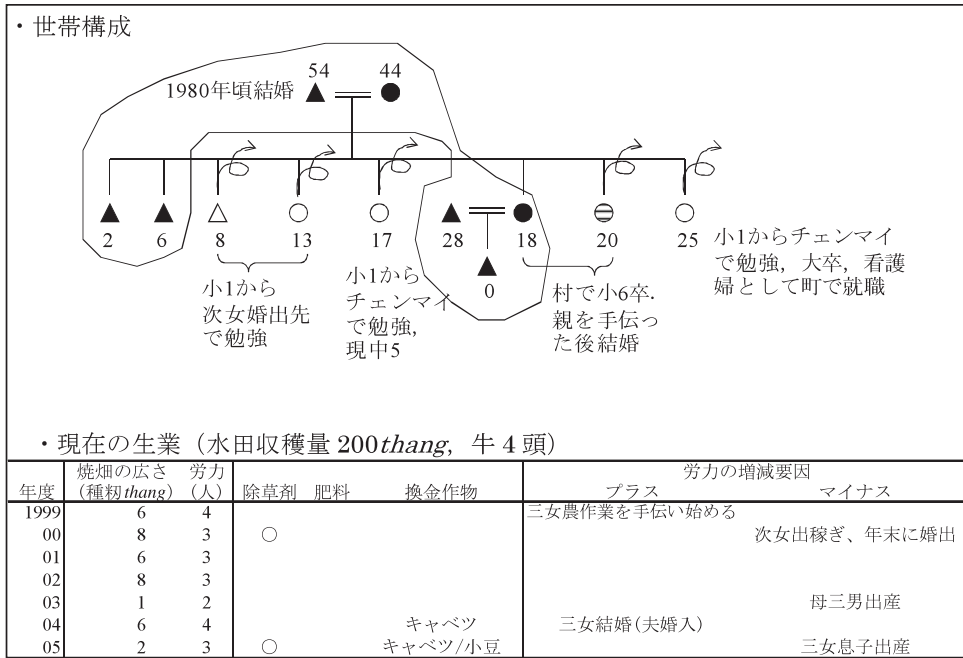 ・世帯構成
54 44
1980年頃結婚
2 6 8 13 17 28 18 20 25
0
小1から
次女婚出先
で勉強
小1から
チェンマイ
で勉強，
現中5
村で小6卒・
親を手伝っ
た後結婚
小1からチェンマイ
で勉強，大卒，看護
婦として町で就職
・現在の生業（水田収穫量 200thang，牛 4 頭）
焼畑の広さ 労力 労力の増減要因
年度 （種籾thang） （人） 除草剤 肥料 換金作物 プラス マイナス
1999 6 4 三女農作業を手伝い始める
00 8 3 ○ 次女出稼ぎ、年末に婚出
01 6 3
02 8 3
03 1 2 母三男出産
04 6 4 キャベツ 三女結婚(夫婚入)
05 2 3 ○ キャベツ/小豆 三女息子出産